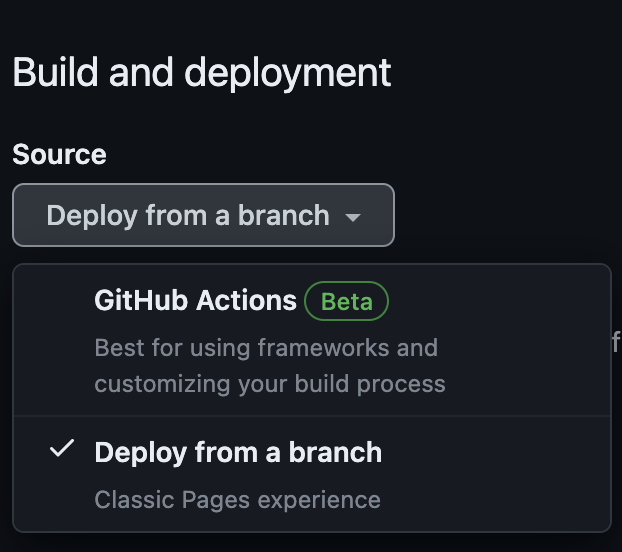 Build and deployment
Source
Deploy from a branch
GitHub Actions Beta
Best for using frameworks and
customizing your build process
Deploy from a branch
Classic Pages experience